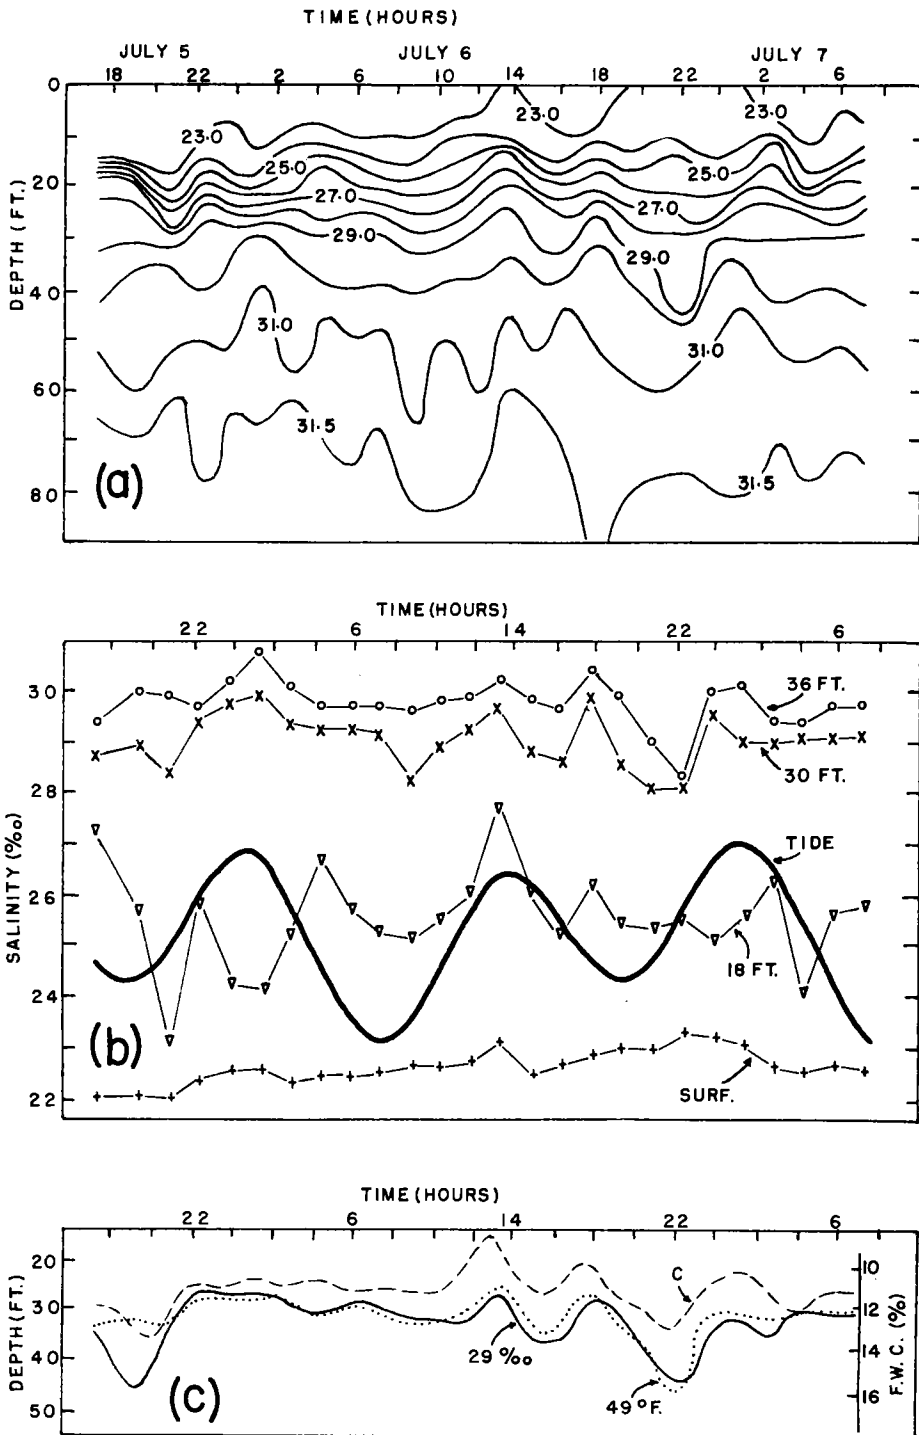 TIME (HOURS)
JULY 5 JULY 6 JULY 7
18 22 2 6 10 14 18 22 2 6
0
20
40
60
80
DEPTH (FT.)
23.0 23.0 23.0
25.0 25.0
27.0 27.0
29.0 29.0
31.0 31.0
31.5 31.5
(a)
TIME (HOURS)
22 6 14 22 6
30
28
26
24
22
SALINITY (‰)
36 FT.
30 FT.
TIDE
18 FT.
SURF.
(b)
TIME (HOURS)
22 6 14 22 6
20
30
40
50
DEPTH (FT.)
C
29 ‰
49 °F.
10
12
14
16
F.W.C. (%)
(c)